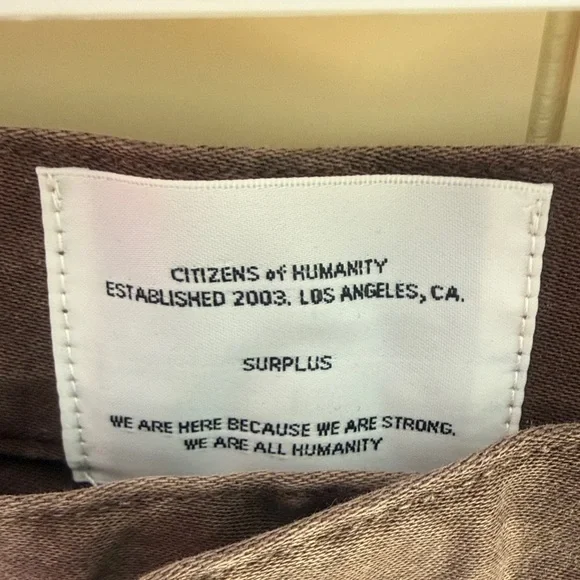 CITIZENS of HUMANITY
ESTABLISHED 2003. LOS ANGELES, CA.
SURPLUS
WE ARE HERE BECAUSE WE ARE STRONG.
WE ARE ALL HUMANITY